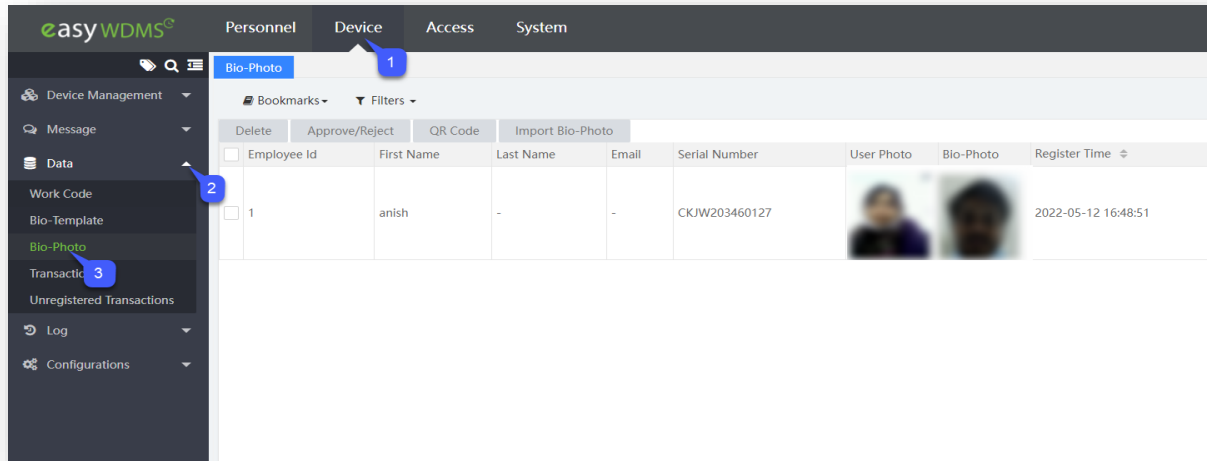 easy WDMS
Personnel Device Access System
1
Bio-Photo
Device Management
Bookmarks Filters
Message
Delete Approve/Reject QR Code Import Bio-Photo
Employee Id First Name Last Name Email Serial Number User Photo Bio-Photo Register Time
Data
2
Work Code
1 anish - - CKJW203460127 2022-05-12 16:48:51
Bio-Template
Bio-Photo
3
Unregistered Transactions
Log
Configurations